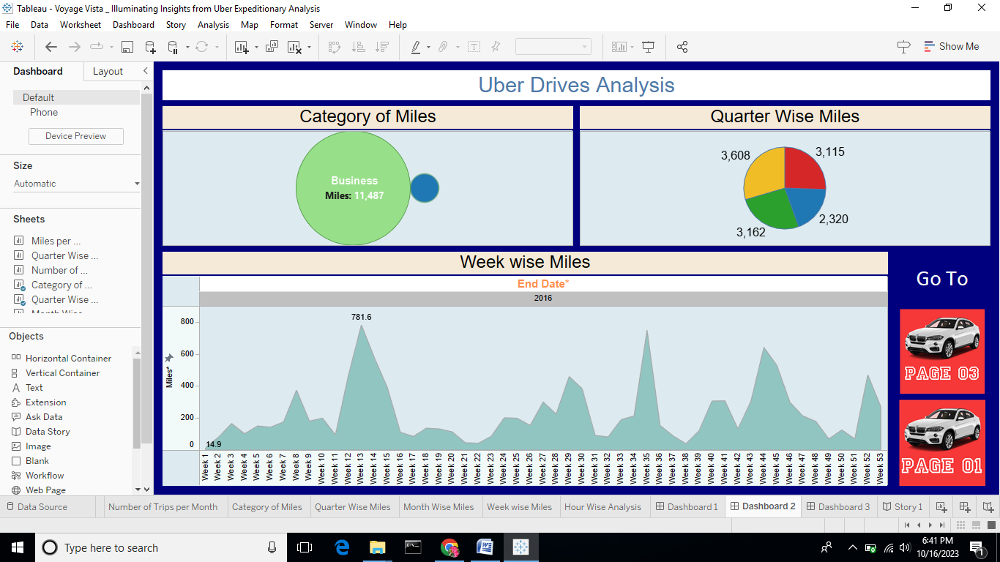 Tableau - Voyage Vista _ Illuminating Insights from Uber Expeditionary Analysis
File Data Worksheet Dashboard Story Analysis Map Format Server Window Help
Show Me
Dashboard Layout
Default
Phone
Device Preview
Size
Automatic
Sheets
Miles per ...
Quarter Wise ...
Number of ...
Category of ...
Quarter Wise ...
Objects
Horizontal Container
Vertical Container
Text
Extension
Ask Data
Data Story
Image
Blank
Workflow
Web Page
Uber Drives Analysis
Category of Miles
Business
Miles: 11,487
Quarter Wise Miles
3,608 3,115
2,320
3,162
Week wise Miles
End Date*
2016
Miles*
800
600
400
200
0
781.6
14.9
Week 1 Week 2 Week 3 Week 4 Week 5 Week 6 Week 7 Week 8 Week 9 Week 10 Week 11 Week 12 Week 13 Week 14 Week 15 Week 16 Week 17 Week 18 Week 19 Week 20 Week 21 Week 22 Week 23 Week 24 Week 25 Week 26 Week 27 Week 28 Week 29 Week 30 Week 31 Week 32 Week 33 Week 34 Week 35 Week 36 Week 37 Week 38 Week 39 Week 40 Week 41 Week 42 Week 43 Week 44 Week 45 Week 46 Week 47 Week 48 Week 49 Week 50 Week 51 Week 52 Week 53
Go To
PAGE 03
PAGE 01
Data Source Number of Trips per Month Category of Miles Quarter Wise Miles Month Wise Miles Week wise Miles Hour Wise Analysis Dashboard 1 Dashboard 2 Dashboard 3 Story 1
Type here to search
6:41 PM
10/16/2023
1